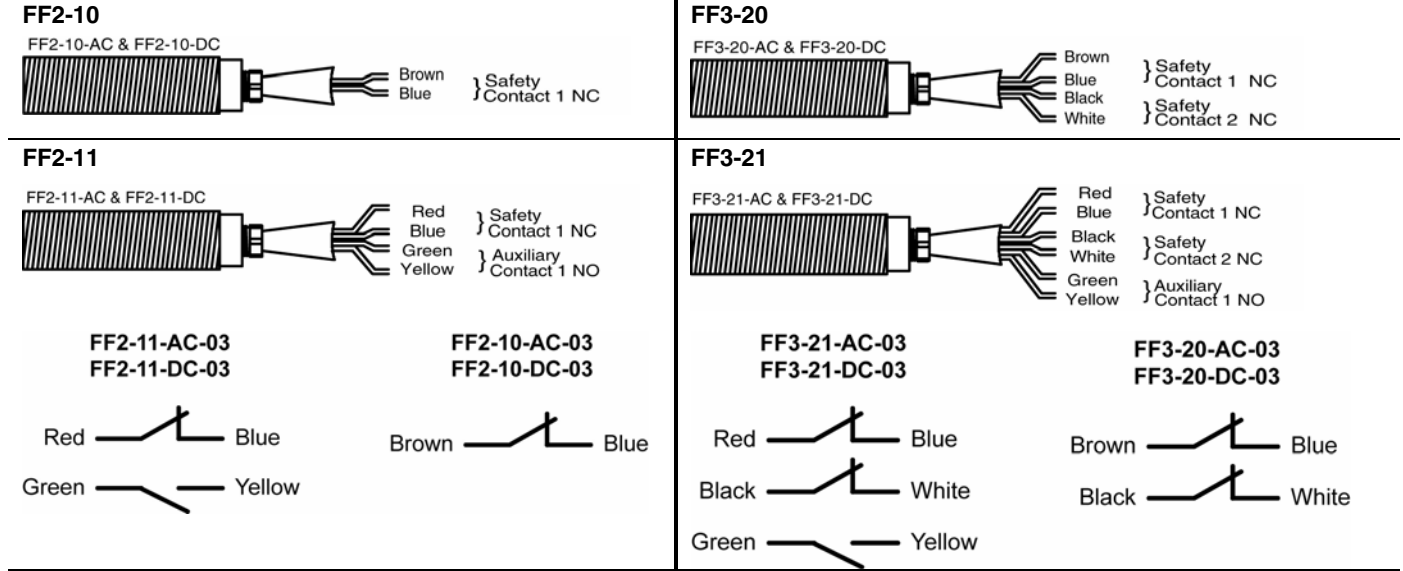 FF2-10
FF2-10-AC & FF2-10-DC
Brown
Blue
} Safety
Contact 1 NC
FF3-20
FF3-20-AC & FF3-20-DC
Brown
Blue
Black
White
} Safety
Contact 1 NC
} Safety
Contact 2 NC
FF2-11
FF2-11-AC & FF2-11-DC
Red
Blue
Green
Yellow
} Safety
Contact 1 NC
} Auxiliary
Contact 1 NO
FF2-11-AC-03
FF2-11-DC-03
Red Blue
Green Yellow
FF2-10-AC-03
FF2-10-DC-03
Brown Blue
FF3-21
FF3-21-AC & FF3-21-DC
Red
Blue
Black
White
Green
Yellow
} Safety
Contact 1 NC
} Safety
Contact 2 NC
} Auxiliary
Contact 1 NO
FF3-21-AC-03
FF3-21-DC-03
Red Blue
Black White
Green Yellow
FF3-20-AC-03
FF3-20-DC-03
Brown Blue
Black White